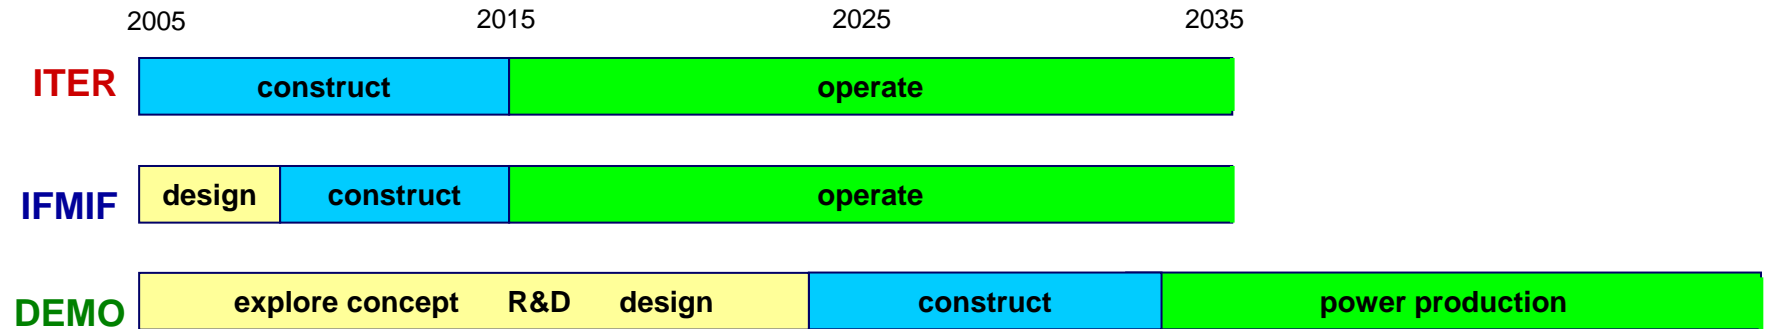 2005 2015 2025 2035
ITER construct operate
IFMIF design construct operate
DEMO explore concept R&D design construct power production